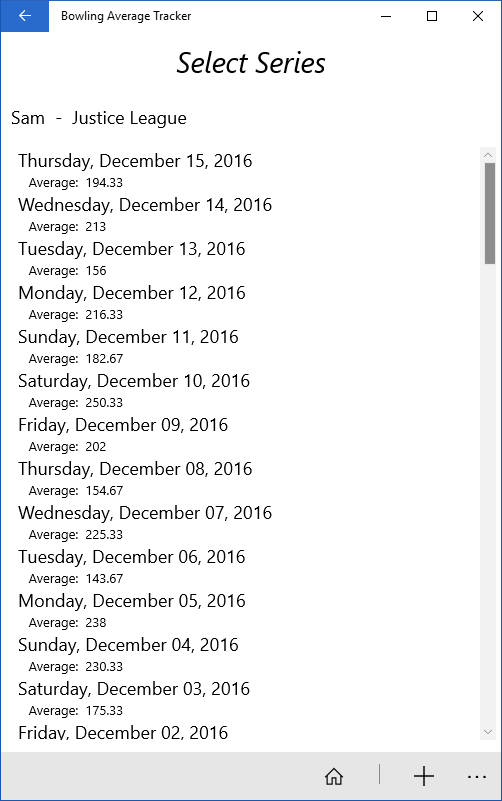 Bowling Average Tracker
Select Series
Sam - Justice League
Thursday, December 15, 2016
Average: 194.33
Wednesday, December 14, 2016
Average: 213
Tuesday, December 13, 2016
Average: 156
Monday, December 12, 2016
Average: 216.33
Sunday, December 11, 2016
Average: 182.67
Saturday, December 10, 2016
Average: 250.33
Friday, December 09, 2016
Average: 202
Thursday, December 08, 2016
Average: 154.67
Wednesday, December 07, 2016
Average: 225.33
Tuesday, December 06, 2016
Average: 143.67
Monday, December 05, 2016
Average: 238
Sunday, December 04, 2016
Average: 230.33
Saturday, December 03, 2016
Average: 175.33
Friday, December 02, 2016